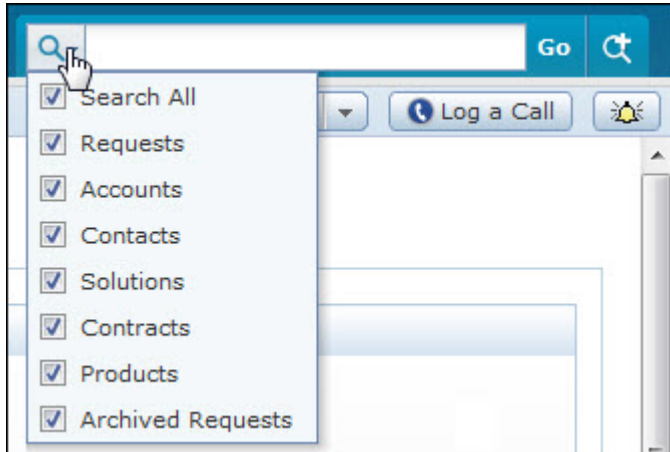 Go
Search All
Log a Call
Requests
Accounts
Contacts
Solutions
Contracts
Products
Archived Requests